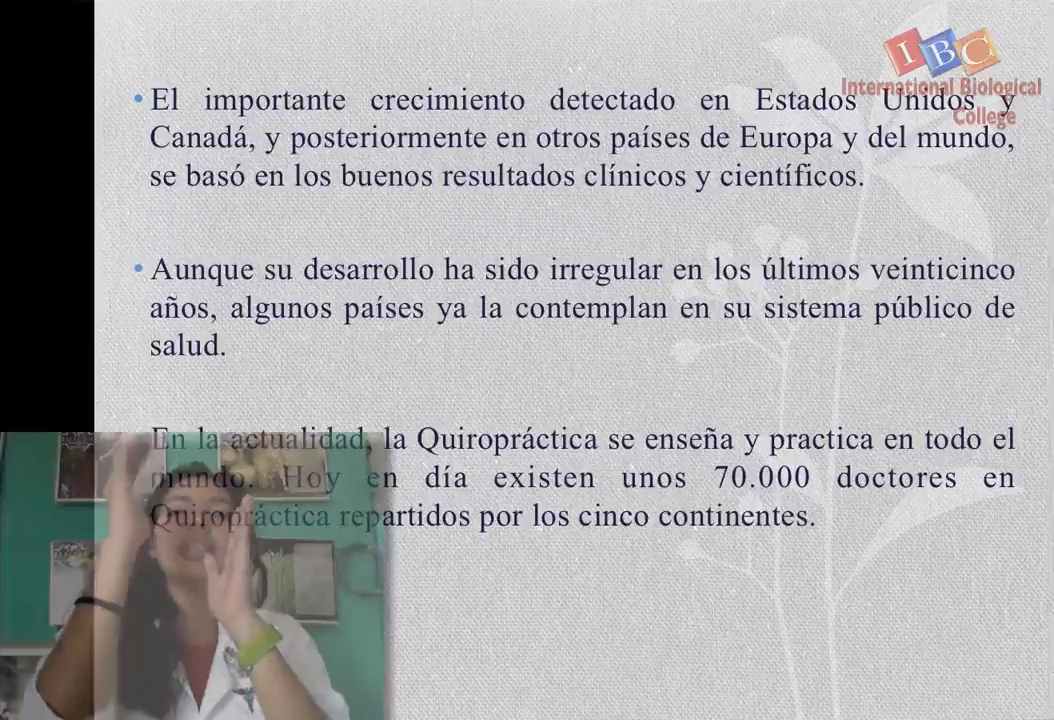 IBC
International Biological
College
• El importante crecimiento detectado en Estados Unidos y
Canadá, y posteriormente en otros países de Europa y del mundo,
se basó en los buenos resultados clínicos y científicos.
• Aunque su desarrollo ha sido irregular en los últimos veinticinco
años, algunos países ya la contemplan en su sistema público de
salud.
En la actualidad, la Quiropráctica se enseña y practica en todo el
mundo. Hoy en día existen unos 70.000 doctores en
Quiropráctica repartidos por los cinco continentes.